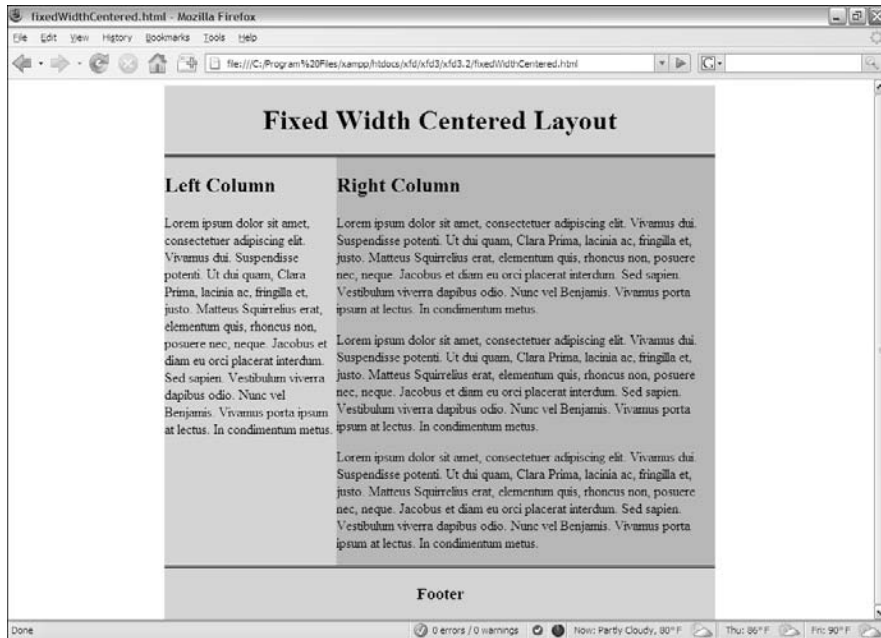 fixedWidthCentered.html - Mozilla Firefox
File Edit View History Bookmarks Tools Help
file:///C:/Program%20Files/xampp/htdocs/xfd/xfd3/xfd3.2/fixedWidthCentered.html
G
Fixed Width Centered Layout
Left Column
Lorem ipsum dolor sit amet,
consectetuer adipiscing elit.
Vivamus dui. Suspendisse
potenti. Ut dui quam, Clara
Prima, lacinia ac, fringilla et,
justo. Matteus Squirrelius erat,
elementum quis, rhoncus non,
posuere nec, neque. Jacobus et
diam eu orci placerat interdum.
Sed sapien. Vestibulum viverra
dapibus odio. Nunc vel
Benjamis. Vivamus porta ipsum
at lectus. In condimentum metus.
Right Column
Lorem ipsum dolor sit amet, consectetuer adipiscing elit. Vivamus dui.
Suspendisse potenti. Ut dui quam, Clara Prima, lacinia ac, fringilla et,
justo. Matteus Squirrelius erat, elementum quis, rhoncus non, posuere
nec, neque. Jacobus et diam eu orci placerat interdum. Sed sapien.
Vestibulum viverra dapibus odio. Nunc vel Benjamis. Vivamus porta
ipsum at lectus. In condimentum metus.
Lorem ipsum dolor sit amet, consectetuer adipiscing elit. Vivamus dui.
Suspendisse potenti. Ut dui quam, Clara Prima, lacinia ac, fringilla et,
justo. Matteus Squirrelius erat, elementum quis, rhoncus non, posuere
nec, neque. Jacobus et diam eu orci placerat interdum. Sed sapien.
Vestibulum viverra dapibus odio. Nunc vel Benjamis. Vivamus porta
ipsum at lectus. In condimentum metus.
Lorem ipsum dolor sit amet, consectetuer adipiscing elit. Vivamus dui.
Suspendisse potenti. Ut dui quam, Clara Prima, lacinia ac, fringilla et,
justo. Matteus Squirrelius erat, elementum quis, rhoncus non, posuere
nec, neque. Jacobus et diam eu orci placerat interdum. Sed sapien.
Vestibulum viverra dapibus odio. Nunc vel Benjamis. Vivamus porta
ipsum at lectus. In condimentum metus.
Footer
Done 0 errors / 0 warnings Now: Partly Cloudy, 80° F Thu: 86° F Fri: 90° F